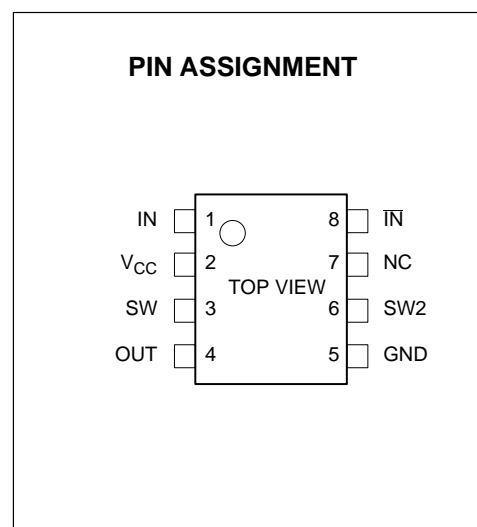 PIN ASSIGNMENT
IN 1 8 I̅N̅
VCC 2 7 NC
TOP VIEW
SW 3 6 SW2
OUT 4 5 GND